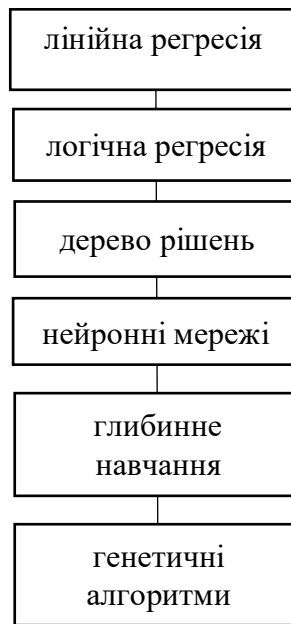 лінійна регресія
логічна регресія
дерево рішень
нейронні мережі
глибинне
навчання
генетичні
алгоритми